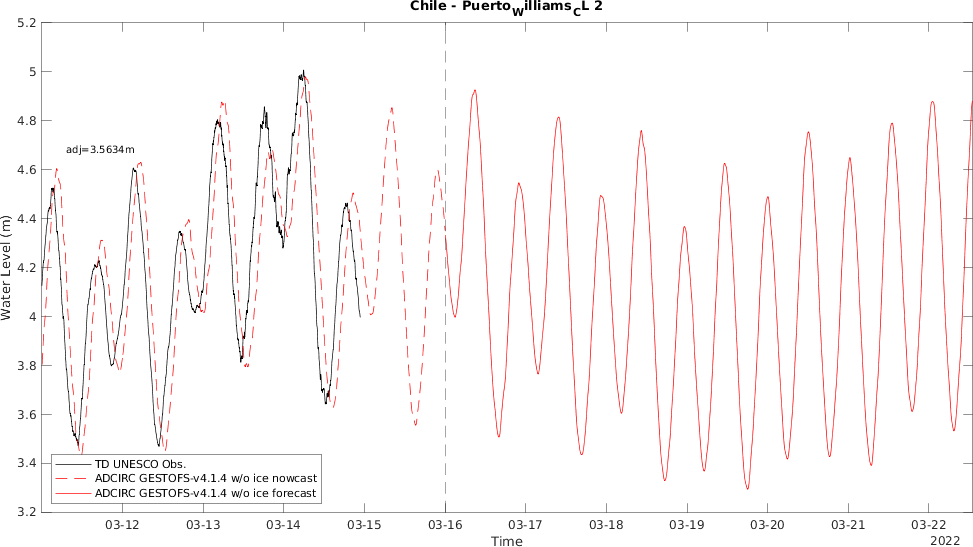 Chile - PuertoWilliamsCL 2
5.2
5
4.8
4.6
4.4
4.2
4
3.8
3.6
3.4
3.2
Water Level (m)
adj=3.5634m
TD UNESCO Obs.
ADCIRC GESTOFS-v4.1.4 w/o ice nowcast
ADCIRC GESTOFS-v4.1.4 w/o ice forecast
03-12 03-13 03-14 03-15 03-16 03-17 03-18 03-19 03-20 03-21 03-22
Time
2022